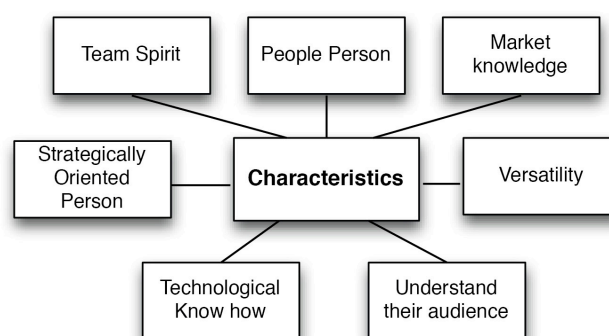 Team Spirit
People Person
Market
knowledge
Strategically
Oriented
Person
Characteristics
Versatility
Technological
Know how
Understand
their audience